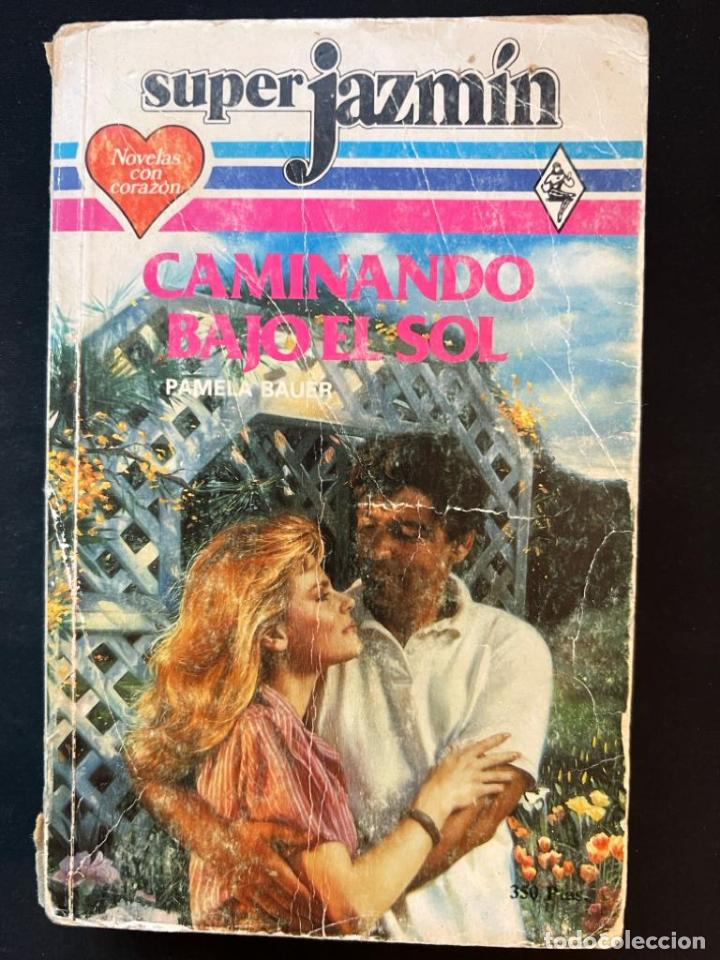 super jazmín
Novelas
con
corazón
CAMINANDO
BAJO EL SOL
PAMELA BAUER
350 Ptas.
todocoleccion